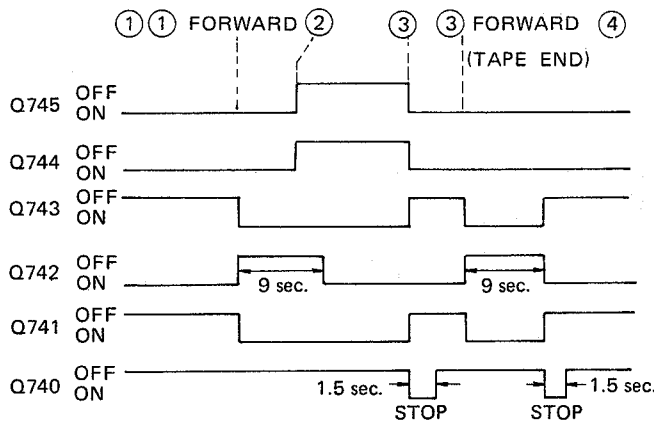 ① ① FORWARD ② ③ ③ FORWARD ④
(TAPE END)
Q745 OFF
ON
Q744 OFF
ON
Q743 OFF
ON
Q742 OFF
ON
9 sec. 9 sec.
Q741 OFF
ON
Q740 OFF
ON
1.5 sec. 1.5 sec.
STOP STOP